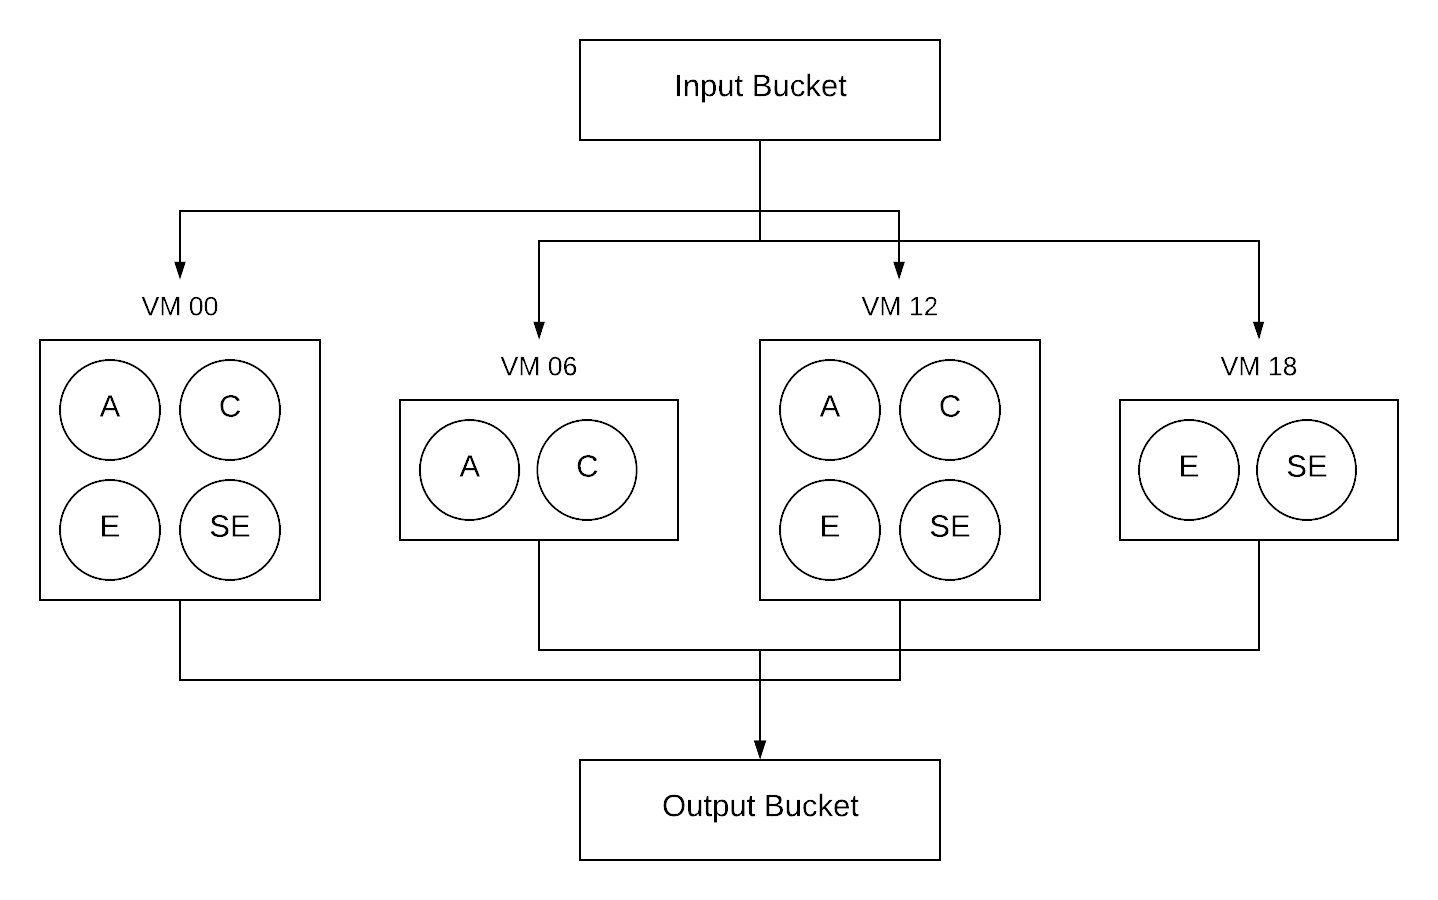 Input Bucket
VM 00
VM 12
VM 06
VM 18
A C
E SE
A C
A C
E SE
E SE
Output Bucket